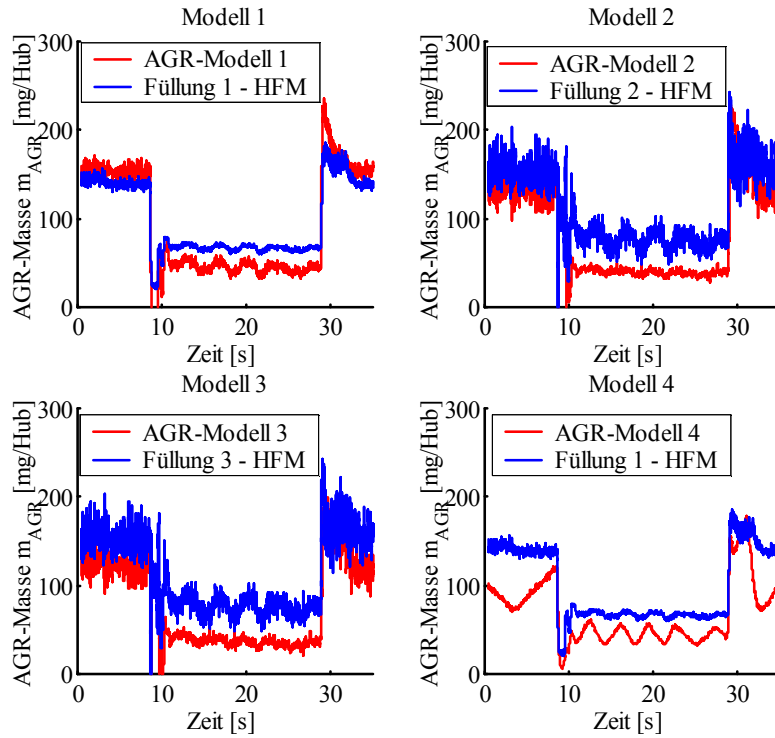 Modell 1
300
AGR-Modell 1
Füllung 1 - HFM
200
100
0
AGR-Masse m_AGR [mg/Hub]
0 10 20 30
Zeit [s]
Modell 2
300
AGR-Modell 2
Füllung 2 - HFM
200
100
0
AGR-Masse m_AGR [mg/Hub]
0 10 20 30
Zeit [s]
Modell 3
300
AGR-Modell 3
Füllung 3 - HFM
200
100
0
AGR-Masse m_AGR [mg/Hub]
0 10 20 30
Zeit [s]
Modell 4
300
AGR-Modell 4
Füllung 1 - HFM
200
100
0
AGR-Masse m_AGR [mg/Hub]
0 10 20 30
Zeit [s]